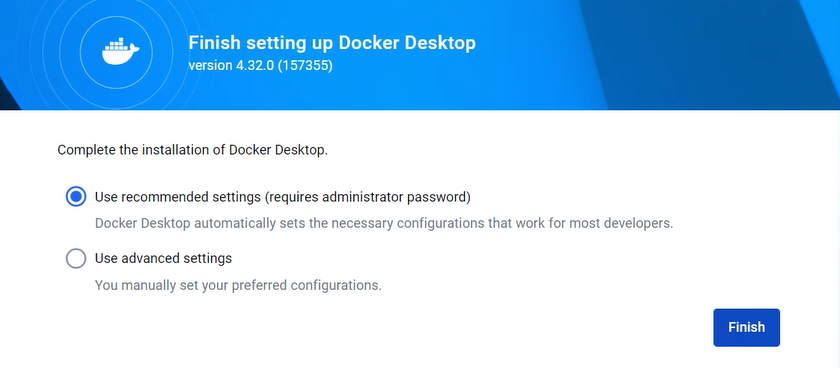 Finish setting up Docker Desktop
version 4.32.0 (157355)
Complete the installation of Docker Desktop.
Use recommended settings (requires administrator password)
Docker Desktop automatically sets the necessary configurations that work for most developers.
Use advanced settings
You manually set your preferred configurations.
Finish